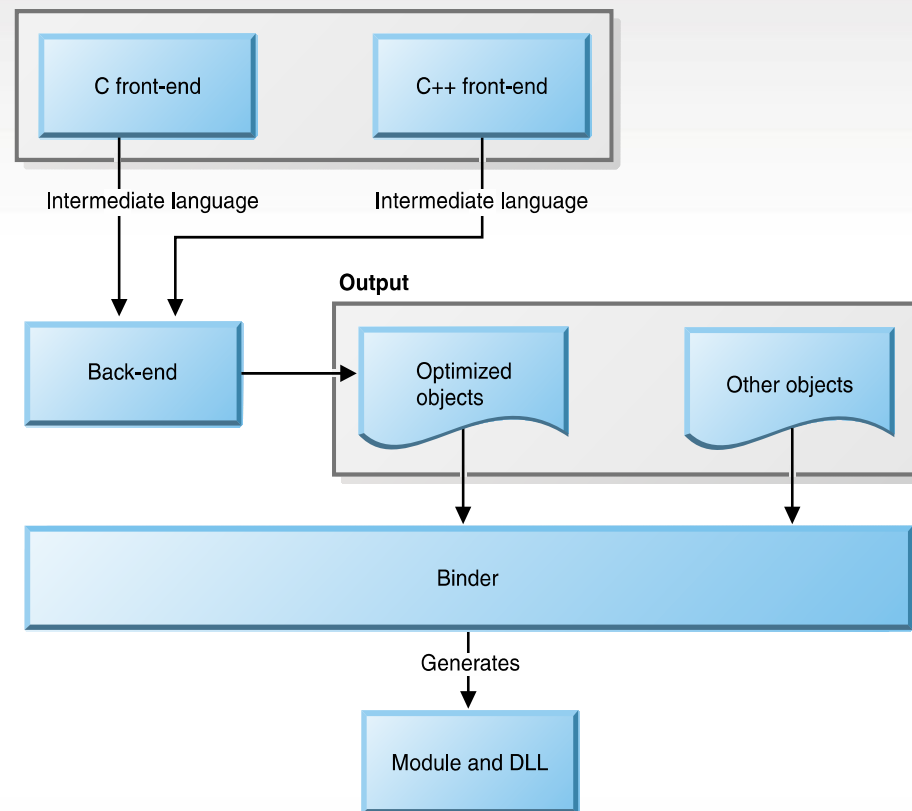 C front-end
C++ front-end
Intermediate language
Intermediate language
Output
Back-end
Optimized
objects
Other objects
Binder
Generates
Module and DLL